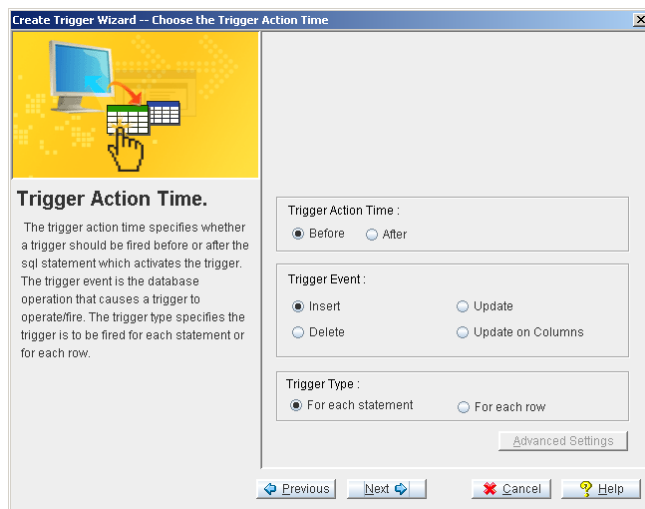 Create Trigger Wizard -- Choose the Trigger Action Time
Trigger Action Time.
The trigger action time specifies whether
a trigger should be fired before or after the
sql statement which activates the trigger.
The trigger event is the database
operation that causes a trigger to
operate/fire. The trigger type specifies the
trigger is to be fired for each statement or
for each row.
Trigger Action Time :
Before After
Trigger Event :
Insert Update
Delete Update on Columns
Trigger Type :
For each statement For each row
Advanced Settings
Previous Next Cancel Help